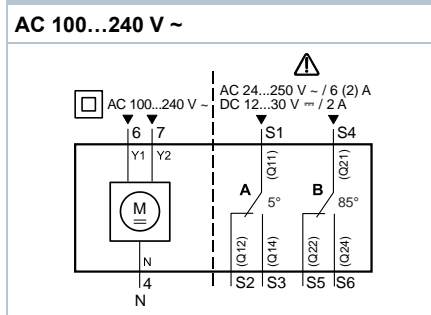 AC 100...240 V ~
AC 100...240 V ~
AC 24...250 V ~ / 6 (2) A
DC 12...30 V ⎓ / 2 A
6 7 S1 S4
Y1 Y2 (Q11) (Q21)
A B
M 5° 85°
N (Q12) (Q14) (Q22) (Q24)
4 S2 S3 S5 S6
N